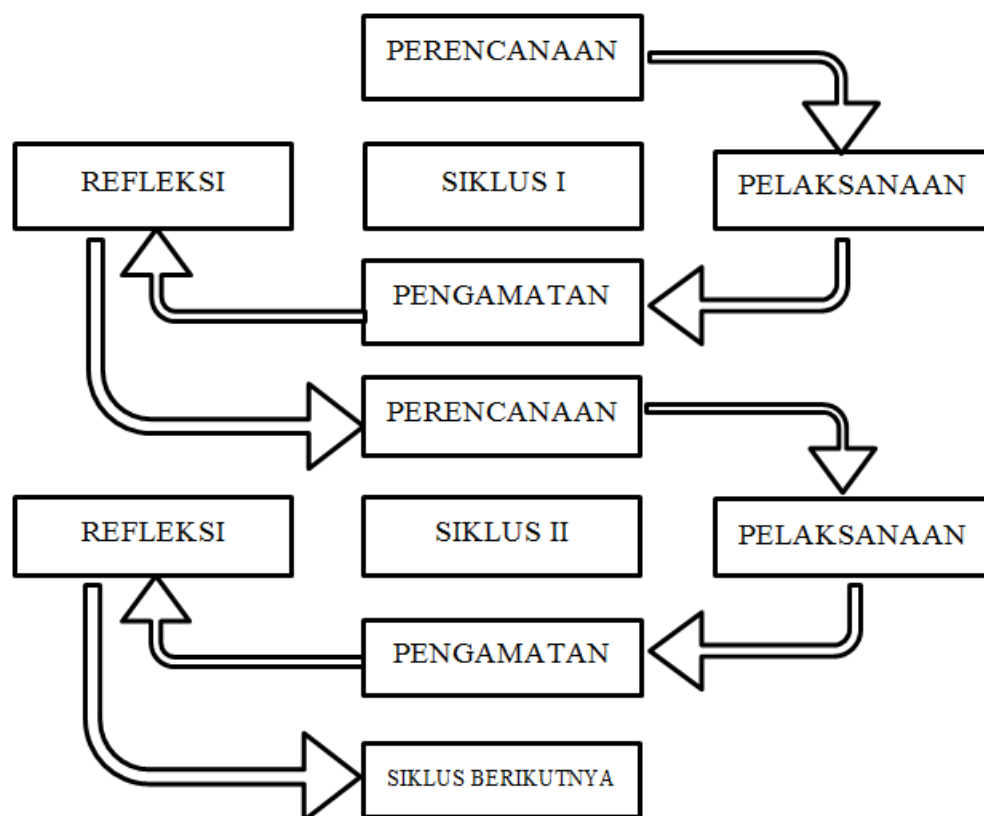 PERENCANAAN
REFLEKSI
SIKLUS I
PELAKSANAAN
PENGAMATAN
PERENCANAAN
REFLEKSI
SIKLUS II
PELAKSANAAN
PENGAMATAN
SIKLUS BERIKUTNYA